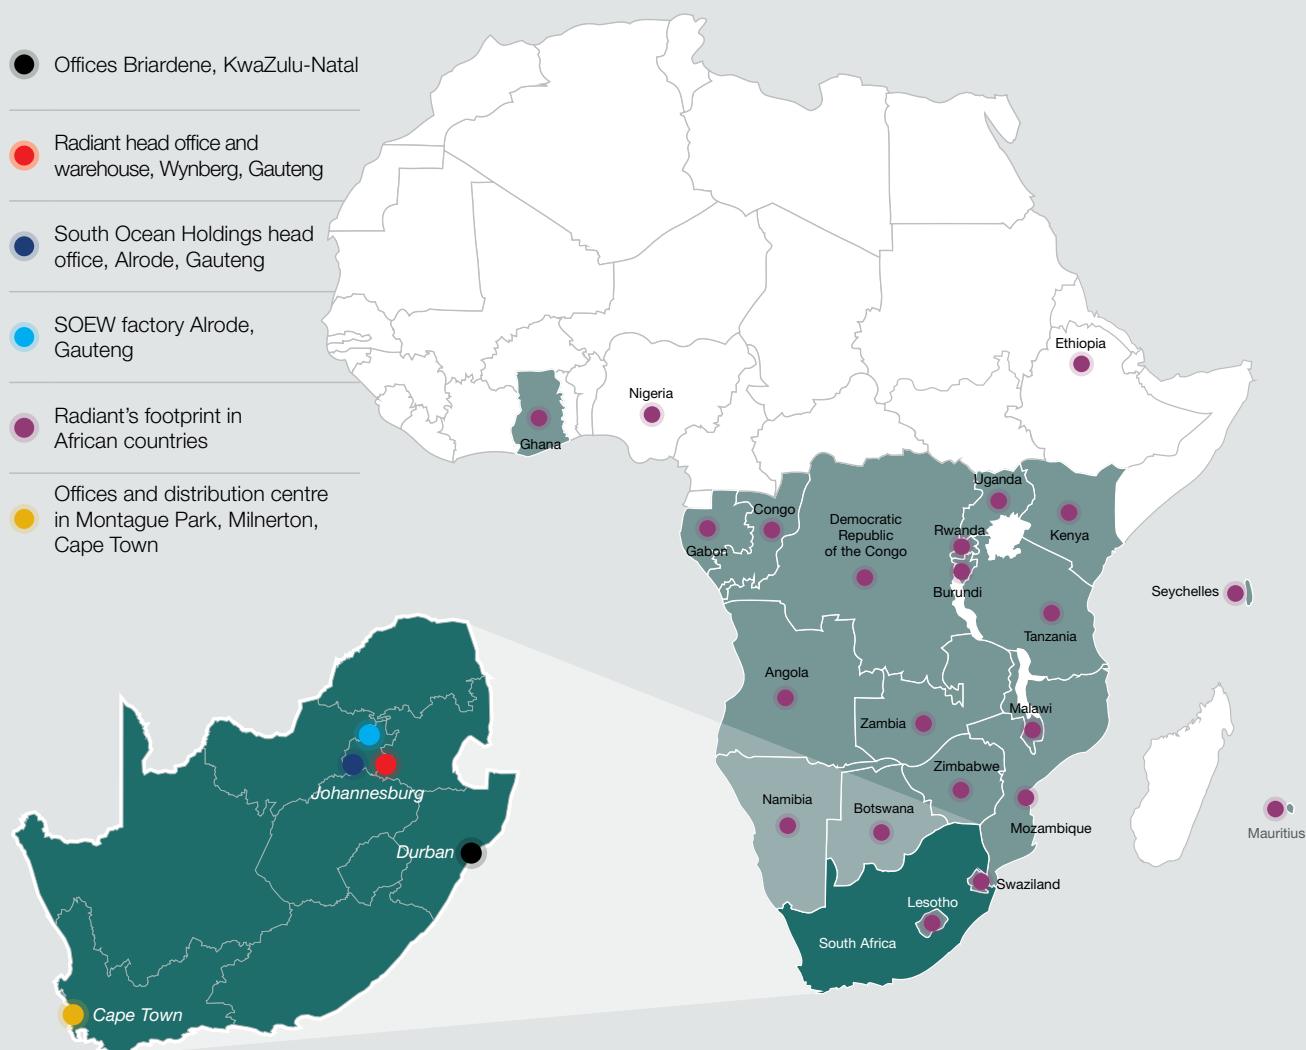 Offices Briardene, KwaZulu-Natal
Radiant head office and
warehouse, Wynberg, Gauteng
South Ocean Holdings head
office, Alrode, Gauteng
SOEW factory Alrode,
Gauteng
Radiant’s footprint in
African countries
Offices and distribution centre
in Montague Park, Milnerton,
Cape Town
Ethiopia
Nigeria
Ghana
Uganda
Congo
Democratic
Republic
of the Congo
Rwanda
Kenya
Gabon
Burundi
Seychelles
Tanzania
Angola
Malawi
Zambia
Zimbabwe
Namibia
Botswana
Mozambique
Mauritius
Swaziland
Lesotho
South Africa
Johannesburg
Durban
Cape Town